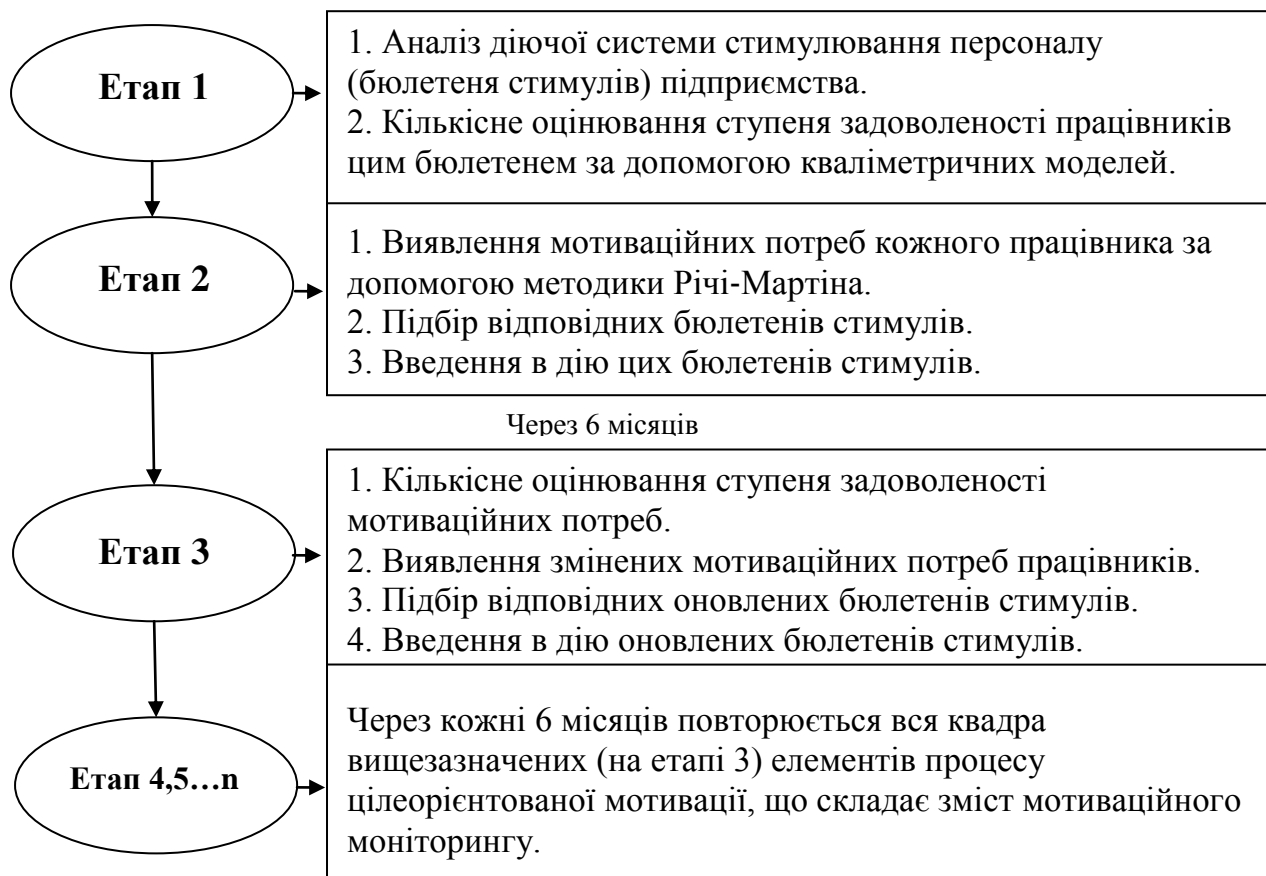 Етап 1
1. Аналіз діючої системи стимулювання персоналу
(бюлетеня стимулів) підприємства.
2. Кількісне оцінювання ступеня задоволеності працівників
цим бюлетенем за допомогою кваліметричних моделей.
Етап 2
1. Виявлення мотиваційних потреб кожного працівника за
допомогою методики Річі-Мартіна.
2. Підбір відповідних бюлетенів стимулів.
3. Введення в дію цих бюлетенів стимулів.
Через 6 місяців
Етап 3
1. Кількісне оцінювання ступеня задоволеності
мотиваційних потреб.
2. Виявлення змінених мотиваційних потреб працівників.
3. Підбір відповідних оновлених бюлетенів стимулів.
4. Введення в дію оновлених бюлетенів стимулів.
Етап 4,5…n
Через кожні 6 місяців повторюється вся квадра
вищезазначених (на етапі 3) елементів процесу
цілеорієнтованої мотивації, що складає зміст мотиваційного
моніторингу.